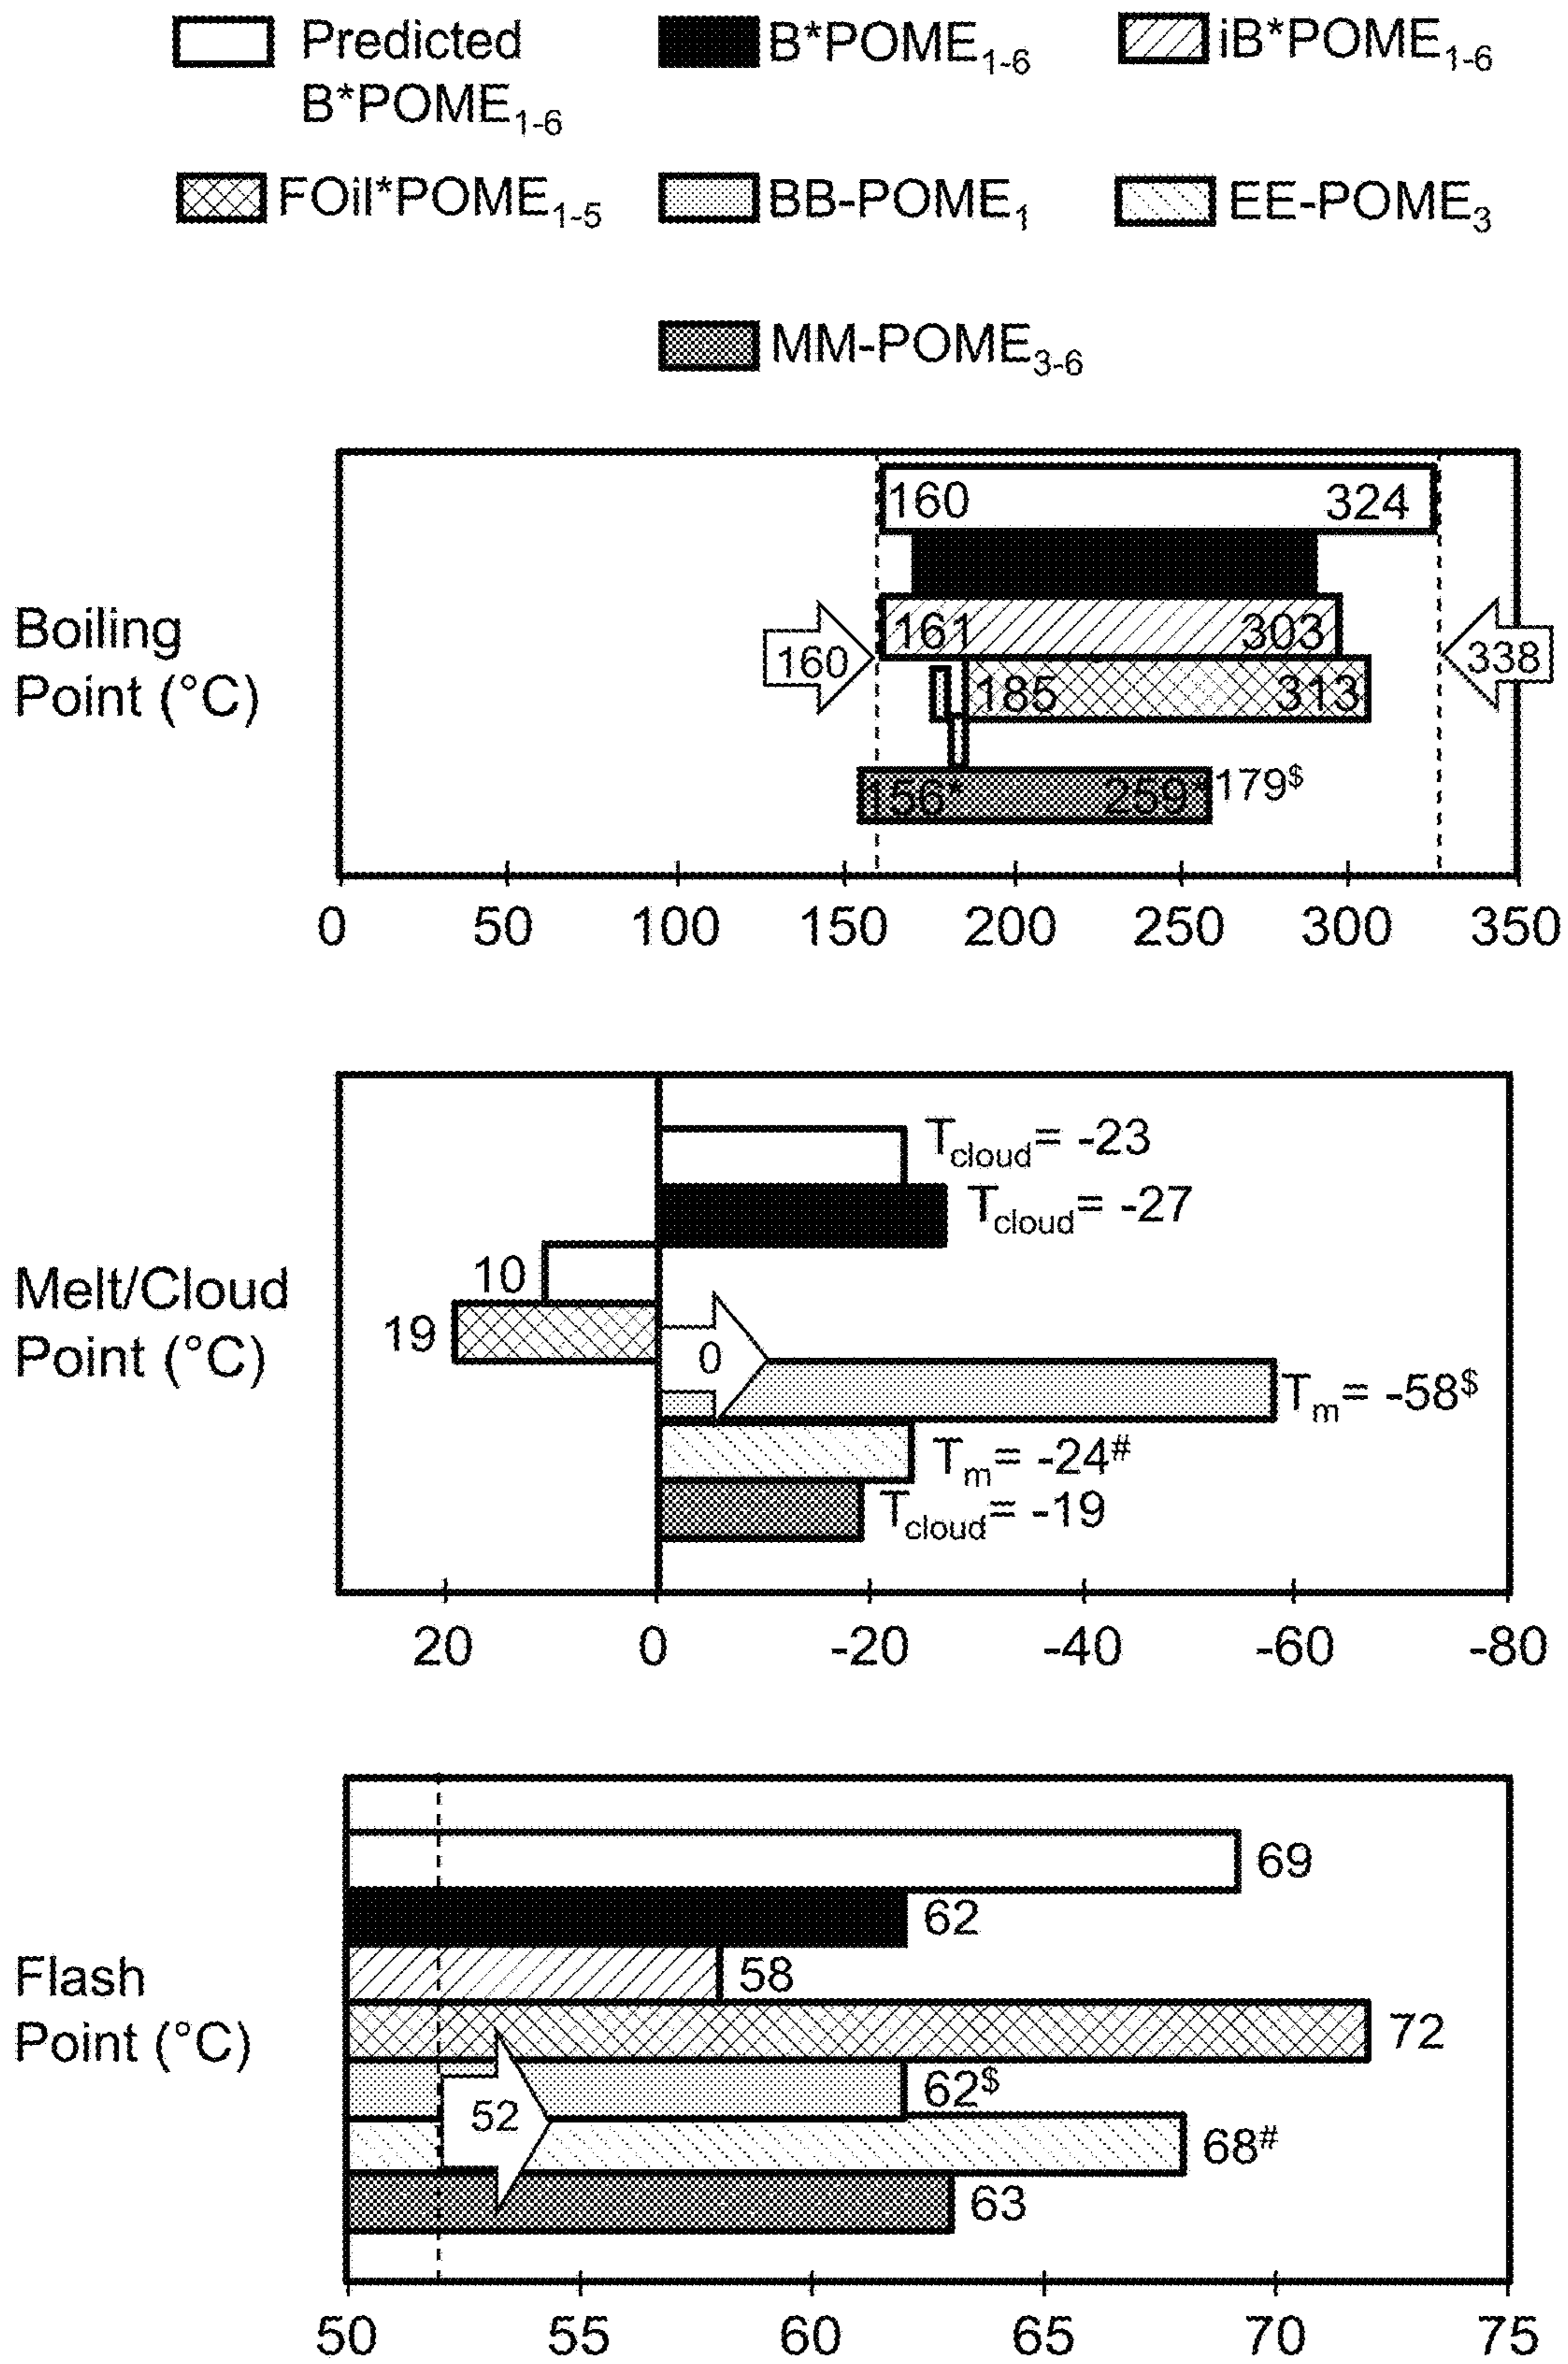 Predicted
B*POME1-6
B*POME1-6
iB*POME1-6
FOil*POME1-5
BB-POME1
EE-POME3
MM-POME3-6
Boiling
Point (°C)
160 324
161 303
160
338
185 313
156* 259* 179$
0 50 100 150 200 250 300 350
Melt/Cloud
Point (°C)
Tcloud= -23
Tcloud= -27
10
19
0
Tm= -58$
Tm= -24#
Tcloud= -19
20 0 -20 -40 -60 -80
Flash
Point (°C)
69
62
58
72
62$
52
68#
63
50 55 60 65 70 75